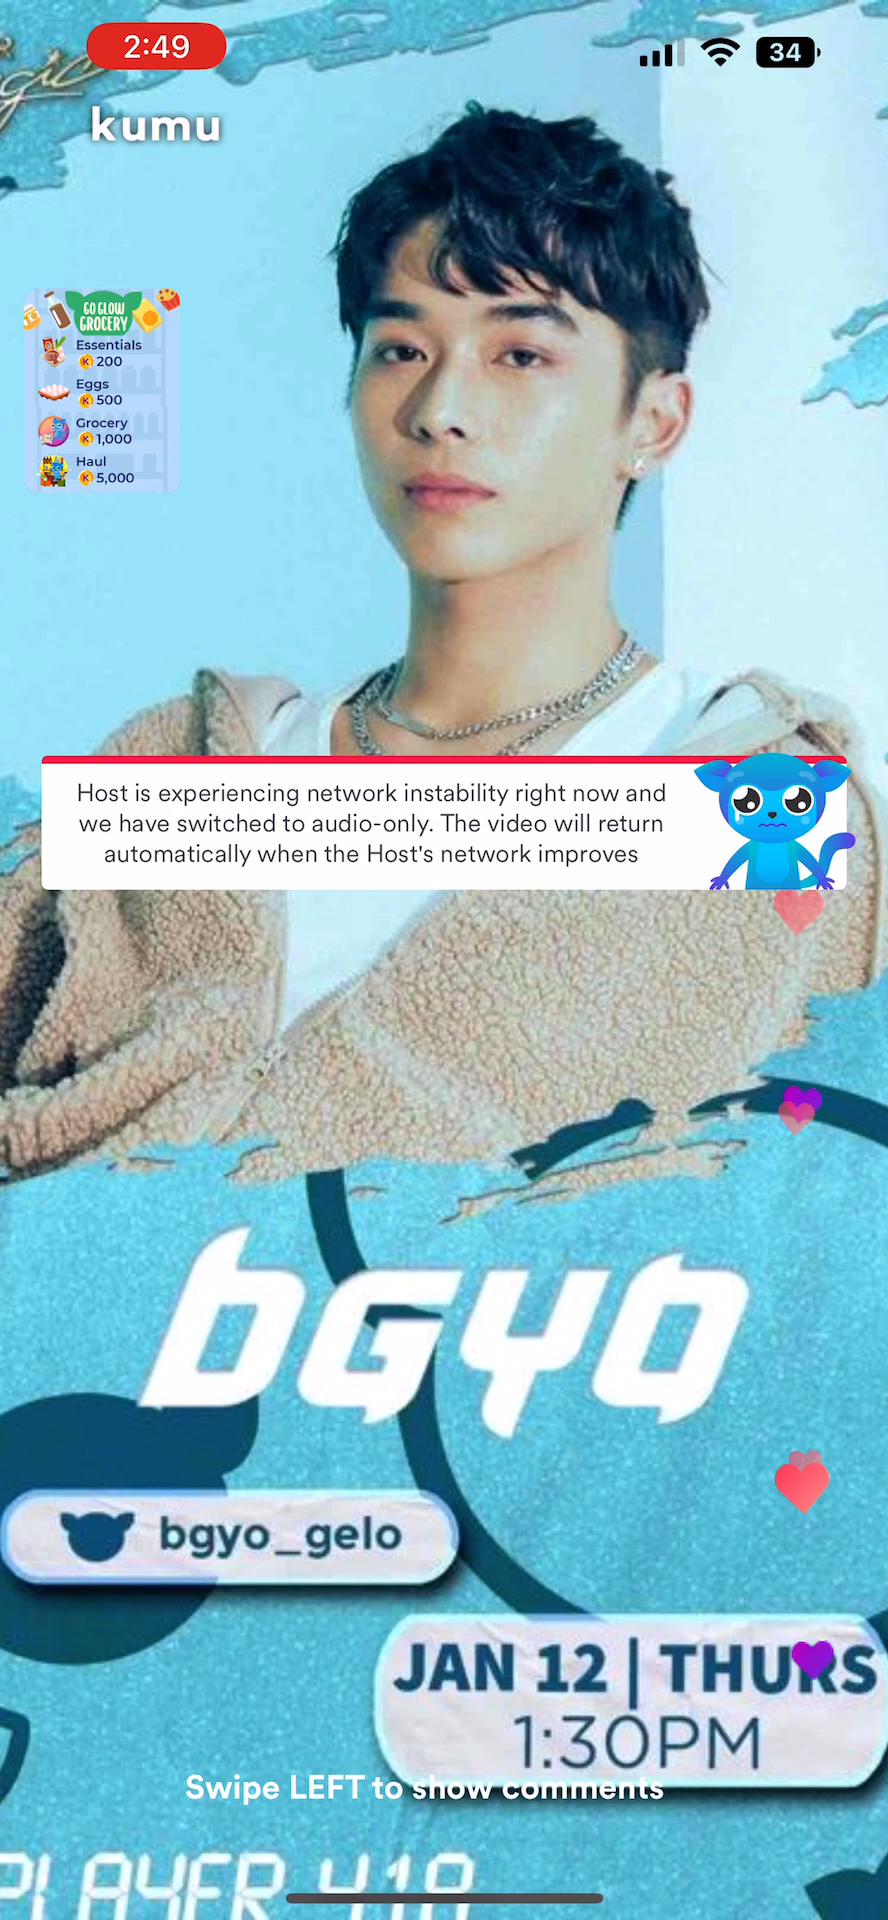 2:49
34
kumu
GO GLOW
GROCERY
Essentials
K 200
Eggs
K 500
Grocery
K 1,000
Haul
K 5,000
Host is experiencing network instability right now and
we have switched to audio-only. The video will return
automatically when the Host's network improves
BGYO
bgyo_gelo
JAN 12 | THURS
1:30PM
Swipe LEFT to show comments